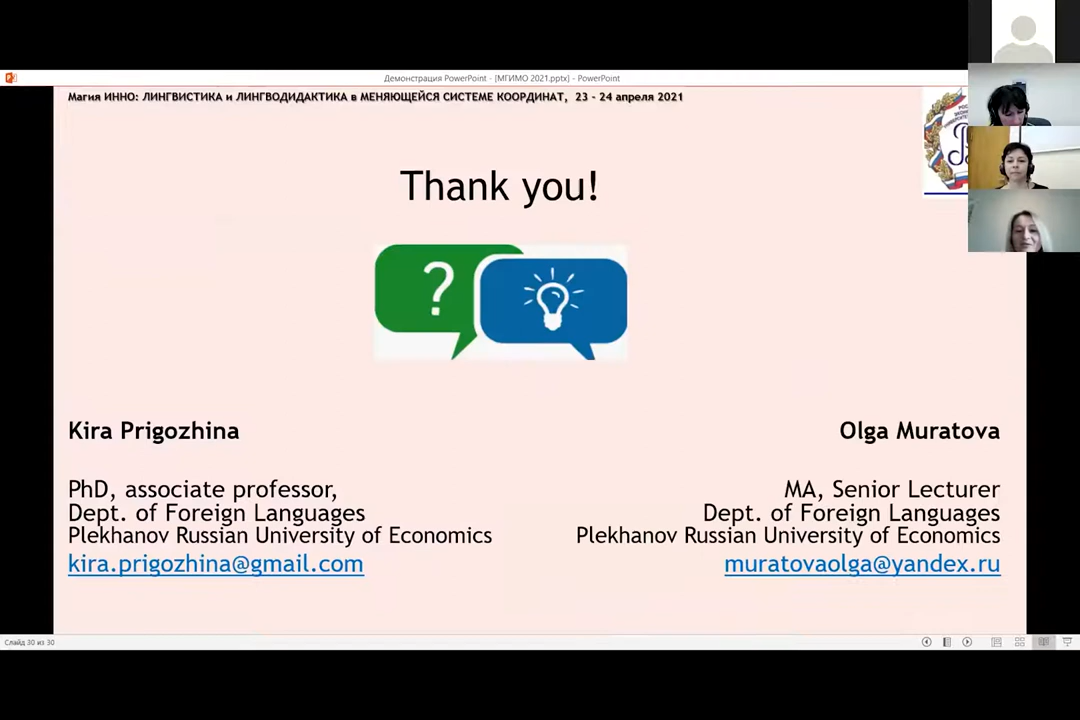 Демонстрация PowerPoint - [МГИМО 2021.pptx] - PowerPoint
Магия ИННО: ЛИНГВИСТИКА и ЛИНГВОДИДАКТИКА в МЕНЯЮЩЕЙСЯ СИСТЕМЕ КООРДИНАТ, 23 - 24 апреля 2021
Thank you!
?
Kira Prigozhina
Olga Muratova
PhD, associate professor,
MA, Senior Lecturer
Dept. of Foreign Languages
Dept. of Foreign Languages
Plekhanov Russian University of Economics
Plekhanov Russian University of Economics
kira.prigozhina@gmail.com
muratovaolga@yandex.ru
Слайд 30 из 30